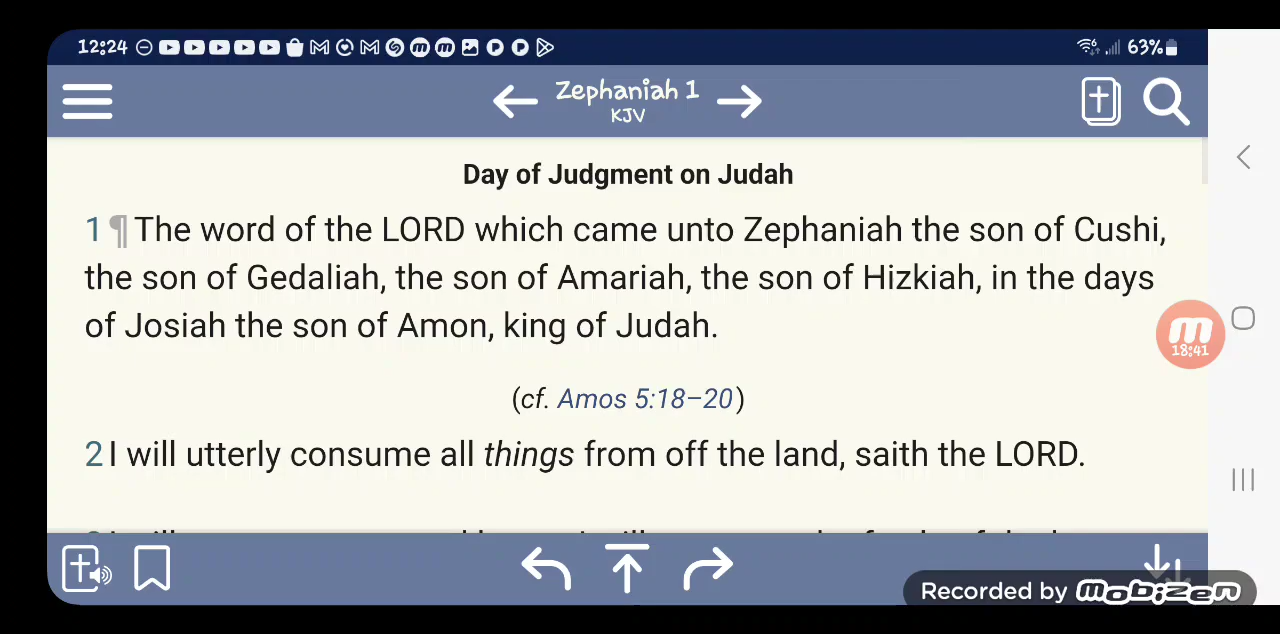 12:24
63%
Zephaniah 1
KJV
Day of Judgment on Judah
1 ¶ The word of the LORD which came unto Zephaniah the son of Cushi,
the son of Gedaliah, the son of Amariah, the son of Hizkiah, in the days
of Josiah the son of Amon, king of Judah.
18:41
(cf. Amos 5:18–20)
2 I will utterly consume all things from off the land, saith the LORD.
Recorded by mobizen